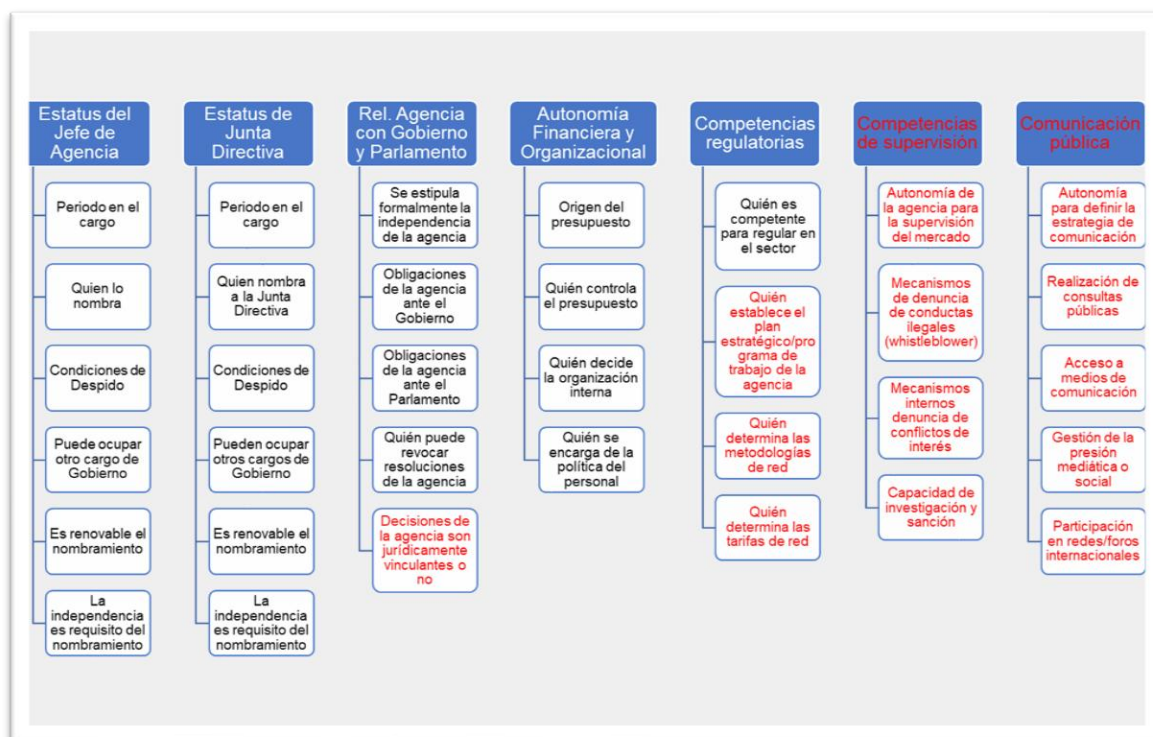 Estatus del
Jefe de
Agencia
Periodo en el
cargo
Quien lo
nombra
Condiciones de
Despido
Puede ocupar
otro cargo de
Gobierno
Es renovable el
nombramiento
La
independencia
es requisito del
nombramiento
Estatus de
Junta
Directiva
Periodo en el
cargo
Quien nombra
a la Junta
Directiva
Condiciones de
Despido
Pueden ocupar
otros cargos de
Gobierno
Es renovable el
nombramiento
La
independencia
es requisito del
nombramiento
Rel. Agencia
con Gobierno
y Parlamento
Se estipula
formalmente la
independencia
de la agencia
Obligaciones
de la agencia
ante el
Gobierno
Obligaciones
de la agencia
ante el
Parlamento
Quién puede
revocar
resoluciones
de la agencia
Decisiones de
la agencia son
jurídicamente
vinculantes o
no
Autonomía
Financiera y
Organizacional
Origen del
presupuesto
Quién controla
el presupuesto
Quién decide
la organización
interna
Quién se
encarga de la
política del
personal
Competencias
regulatorias
Quién es
competente
para regular en
el sector
Quién
establece el
plan
estratégico/pro
grama de
trabajo de la
agencia
Quién
determina las
metodologías
de red
Quién
determina las
tarifas de red
Competencias
de supervisión
Autonomía de
la agencia para
la supervisión
del mercado
Mecanismos
de denuncia
de conductas
ilegales
(whistleblower)
Mecanismos
internos
denuncia de
conflictos de
interés
Capacidad de
investigación y
sanción
Comunicación
pública
Autonomía
para definir la
estrategia de
comunicación
Realización de
consultas
públicas
Acceso a
medios de
comunicación
Gestión de la
presión
mediática o
social
Participación
en redes/foros
internacionales